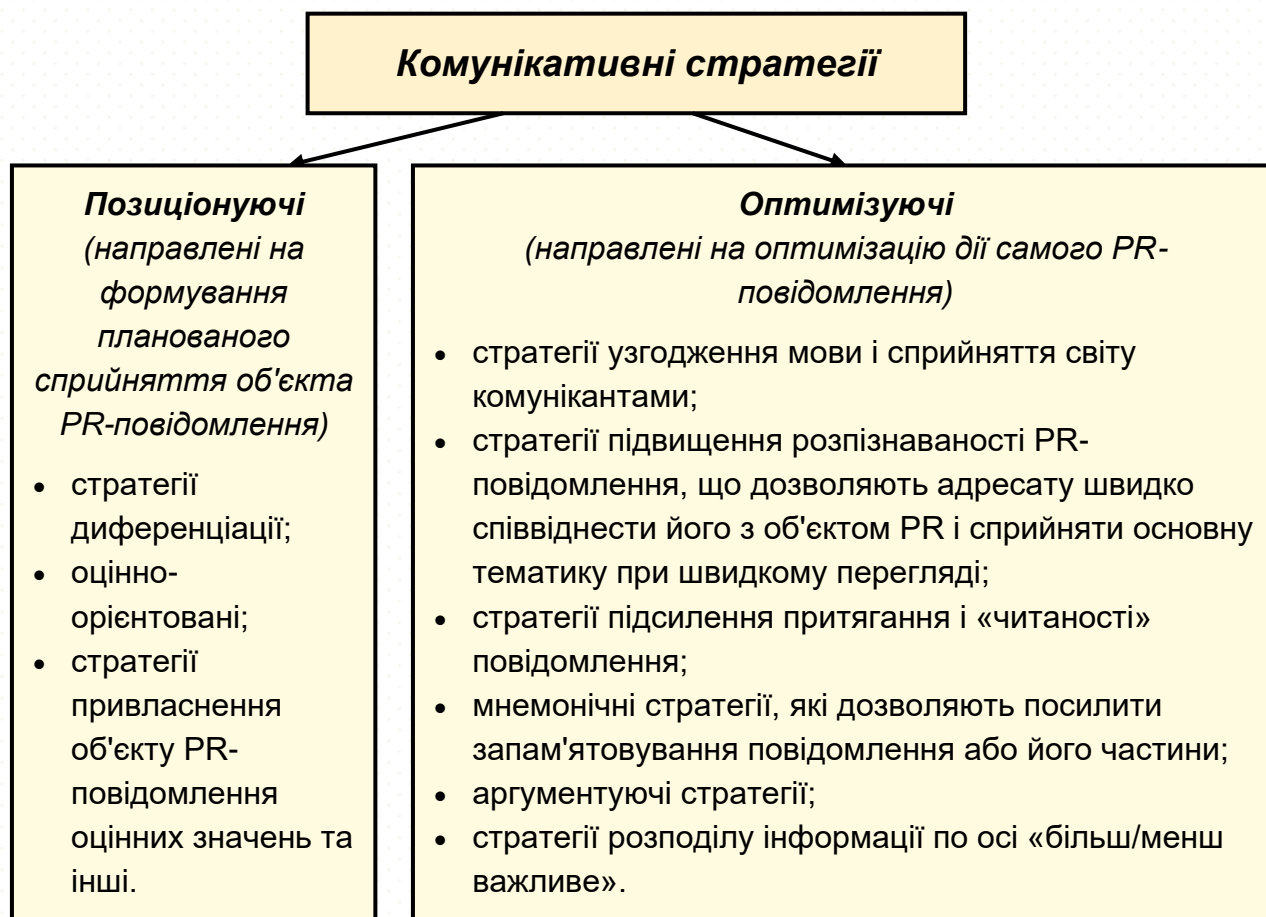 Комунікативні стратегії
Позиціонуючі
(направлені на
формування
планованого
сприйняття об'єкта
PR-повідомлення)
• стратегії
диференціації;
• оцінно-
орієнтовані;
• стратегії
привласнення
об'єкту PR-
повідомлення
оцінних значень та
інші.
Оптимізуючі
(направлені на оптимізацію дії самого PR-
повідомлення)
• стратегії узгодження мови і сприйняття світу
комунікантами;
• стратегії підвищення розпізнаваності PR-
повідомлення, що дозволяють адресату швидко
співвіднести його з об'єктом PR і сприйняти основну
тематику при швидкому перегляді;
• стратегії підсилення притягання і «читаності»
повідомлення;
• мнемонічні стратегії, які дозволяють посилити
запам'ятовування повідомлення або його частини;
• аргументуючі стратегії;
• стратегії розподілу інформації по осі «більш/менш
важливе».